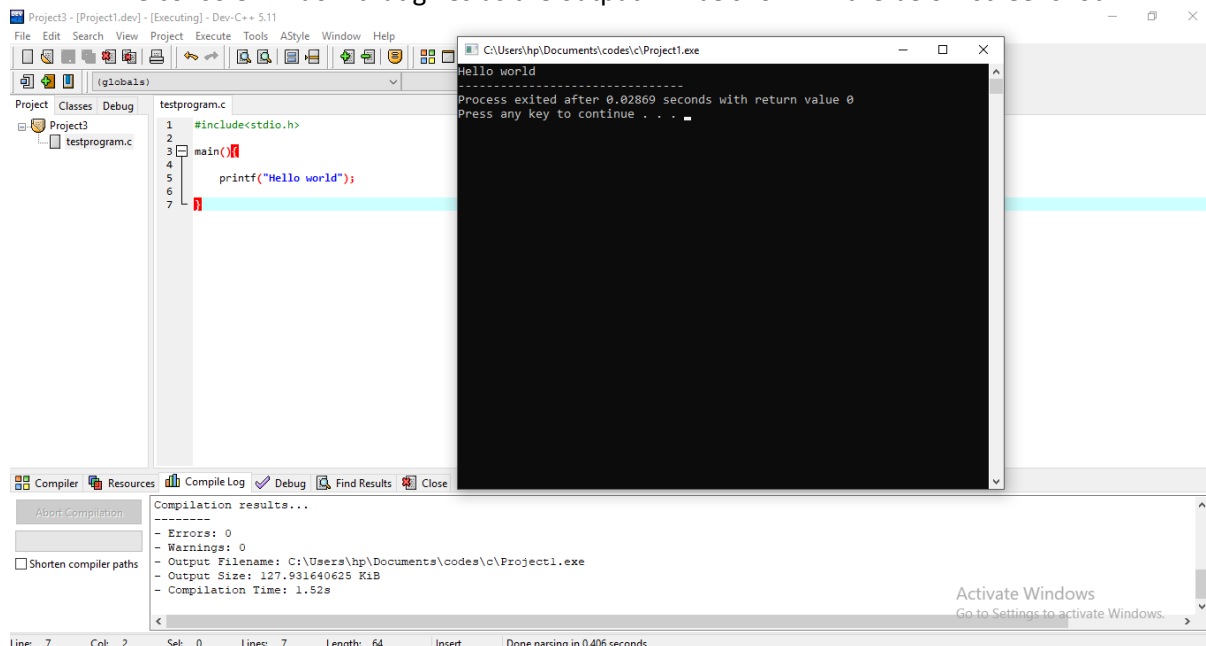 Project3 - [Project1.dev] - [Executing] - Dev-C++ 5.11
File Edit Search View Project Execute Tools AStyle Window Help
(globals)
Project Classes Debug
Project3
testprogram.c
testprogram.c
1 #include<stdio.h>
2
3 main(){
4
5 printf("Hello world");
6
7 }
C:\Users\hp\Documents\codes\c\Project1.exe
Hello world
--------------------------------
Process exited after 0.02869 seconds with return value 0
Press any key to continue . . .
Compiler Resources Compile Log Debug Find Results Close
Abort Compilation
Shorten compiler paths
Compilation results...
--------
- Errors: 0
- Warnings: 0
- Output Filename: C:\Users\hp\Documents\codes\c\Project1.exe
- Output Size: 127.931640625 KiB
- Compilation Time: 1.52s
Activate Windows
Go to Settings to activate Windows.
Line: 7 Col: 2 Sel: 0 Lines: 7 Length: 64 Insert Done parsing in 0.406 seconds